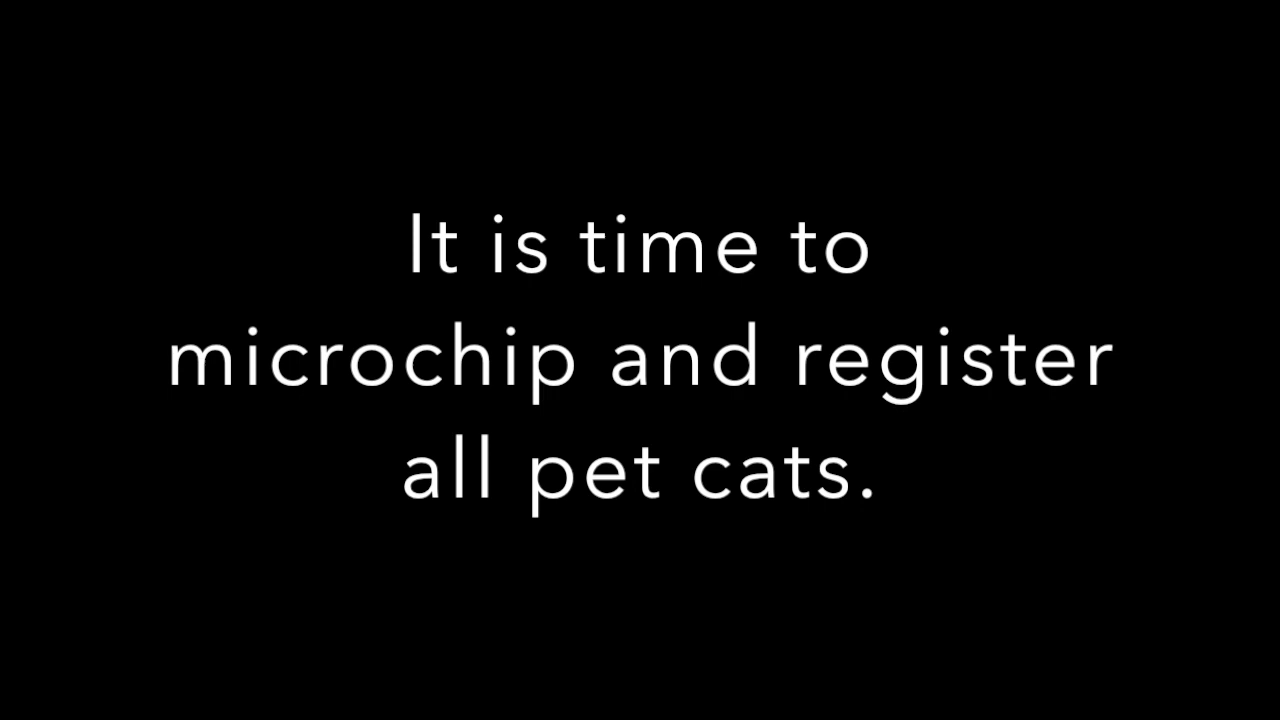 It is time to
microchip and register
all pet cats.